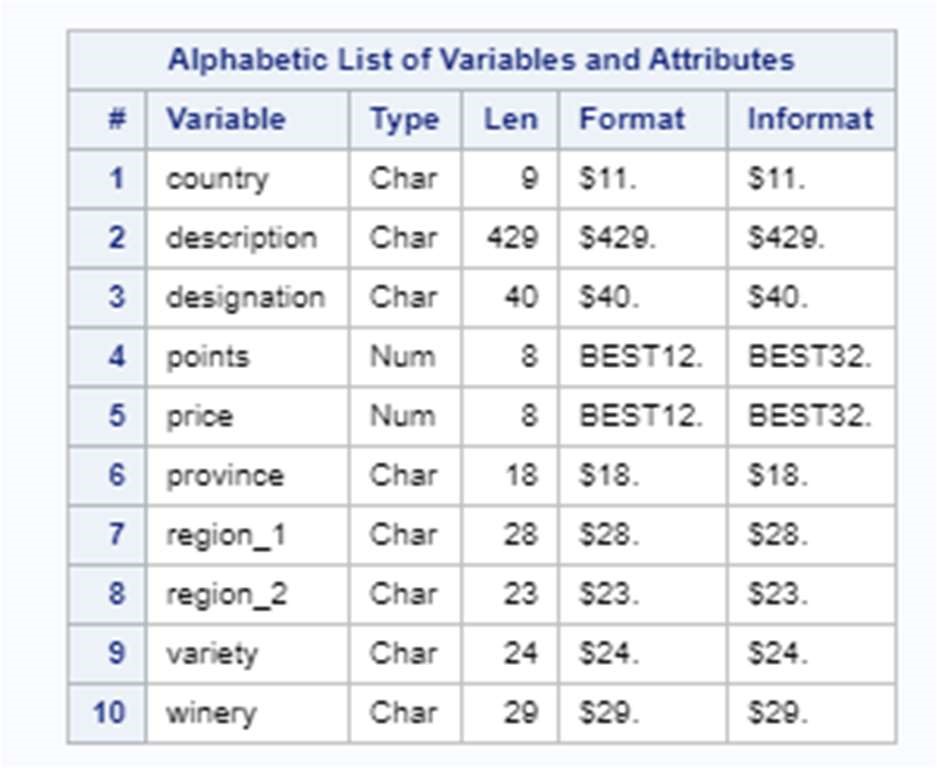 Alphabetic List of Variables and Attributes
# Variable Type Len Format Informat
1 country Char 9 $11. $11.
2 description Char 429 $429. $429.
3 designation Char 40 $40. $40.
4 points Num 8 BEST12. BEST32.
5 price Num 8 BEST12. BEST32.
6 province Char 18 $18. $18.
7 region_1 Char 28 $28. $28.
8 region_2 Char 23 $23. $23.
9 variety Char 24 $24. $24.
10 winery Char 29 $29. $29.